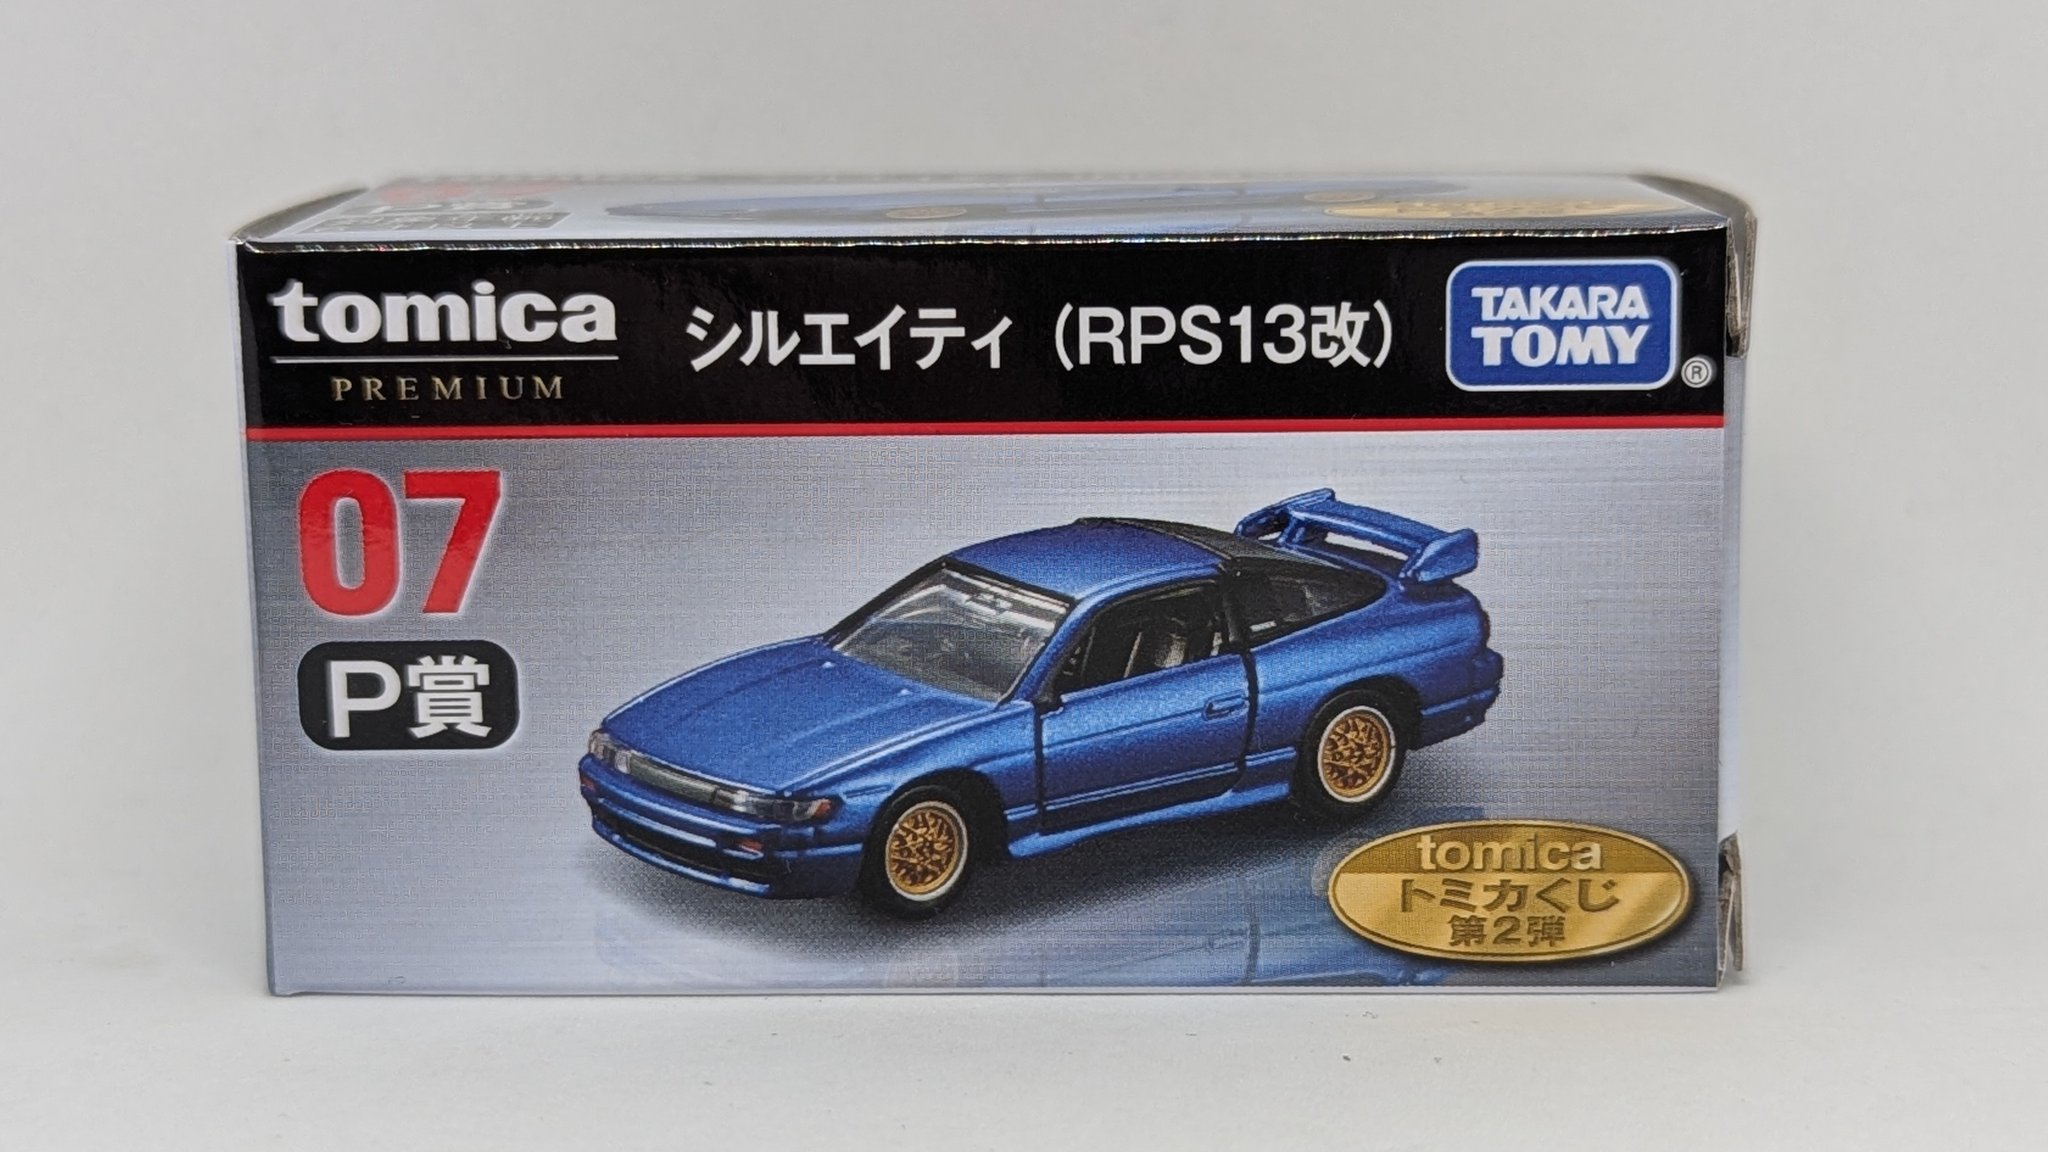 tomica
PREMIUM
シルエイティ (RPS13改)
TAKARA
TOMY
®
07
P賞
tomica
トミカくじ
第2弾